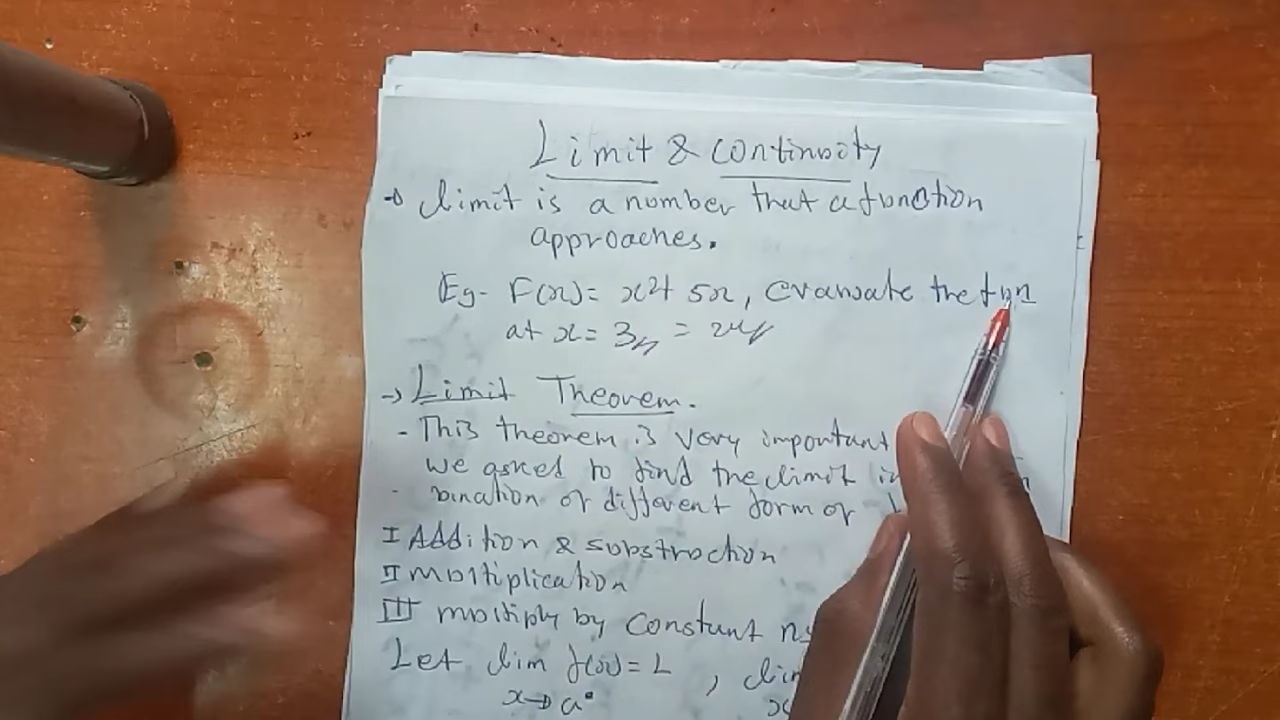 Limit & continuity
→ limit is a number that a function
approaches.
Eg- F(x)= x²+ 5x, evaluate the fun
at x= 3 = 24
→ Limit Theorem.
- This theorem is very important
we asked to find the limit in
- bination of different form of
I Addition & substraction
II multiplication
III multiply by constant
Let lim f(x) = L , lim
x→a